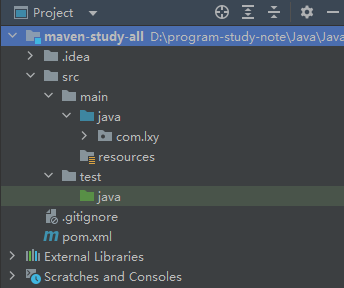 Project
maven-study-all D:\program-study-note\Java\Java
.idea
src
main
java
com.lxy
resources
test
java
.gitignore
pom.xml
External Libraries
Scratches and Consoles